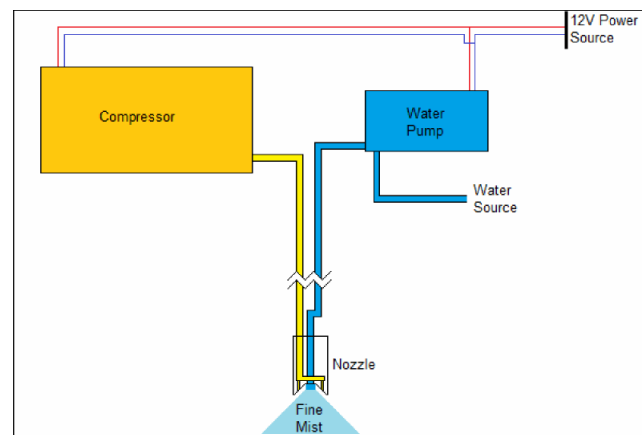 12V Power
Source
Compressor
Water
Pump
Water
Source
Nozzle
Fine
Mist